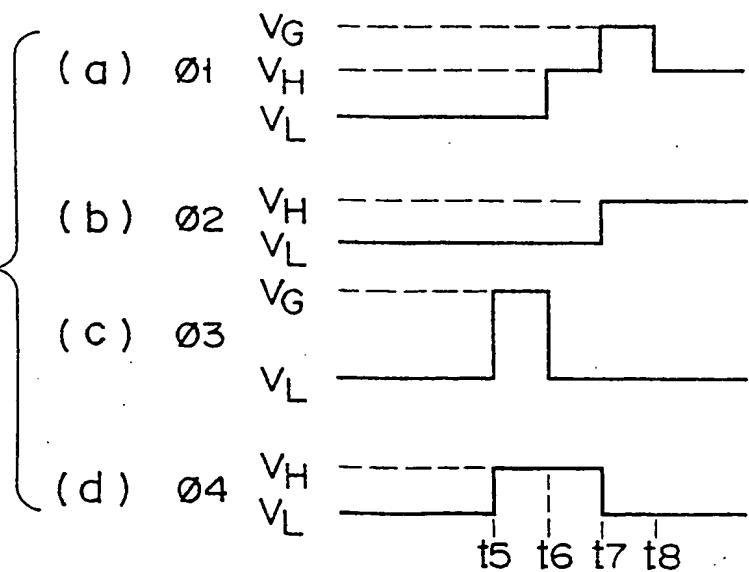 VG
(a) Ø1 VH
VL
(b) Ø2 VH
VL
VG
(c) Ø3
VL
VH
(d) Ø4
VL
t5 t6 t7 t8